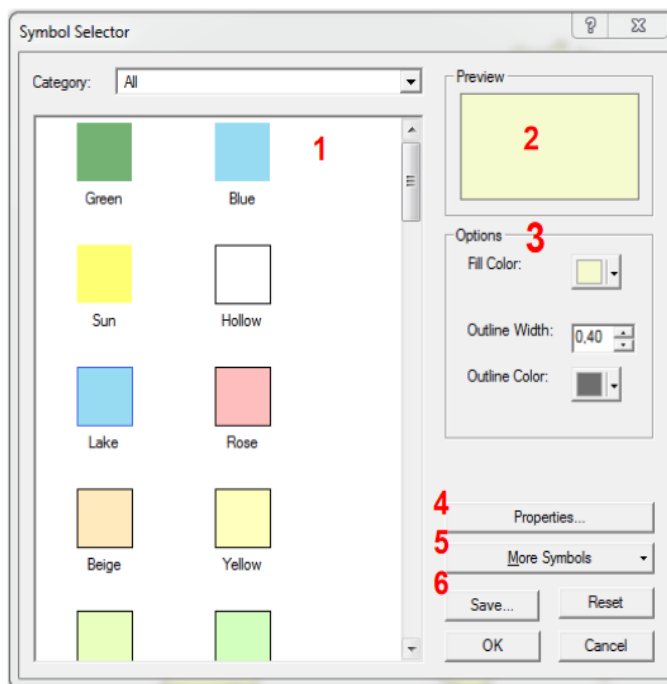 Symbol Selector
Category: All
1
Green Blue
Sun Hollow
Lake Rose
Beige Yellow
Preview
2
Options 3
Fill Color:
Outline Width: 0,40
Outline Color:
4
Properties...
5
More Symbols
6
Save... Reset
OK Cancel